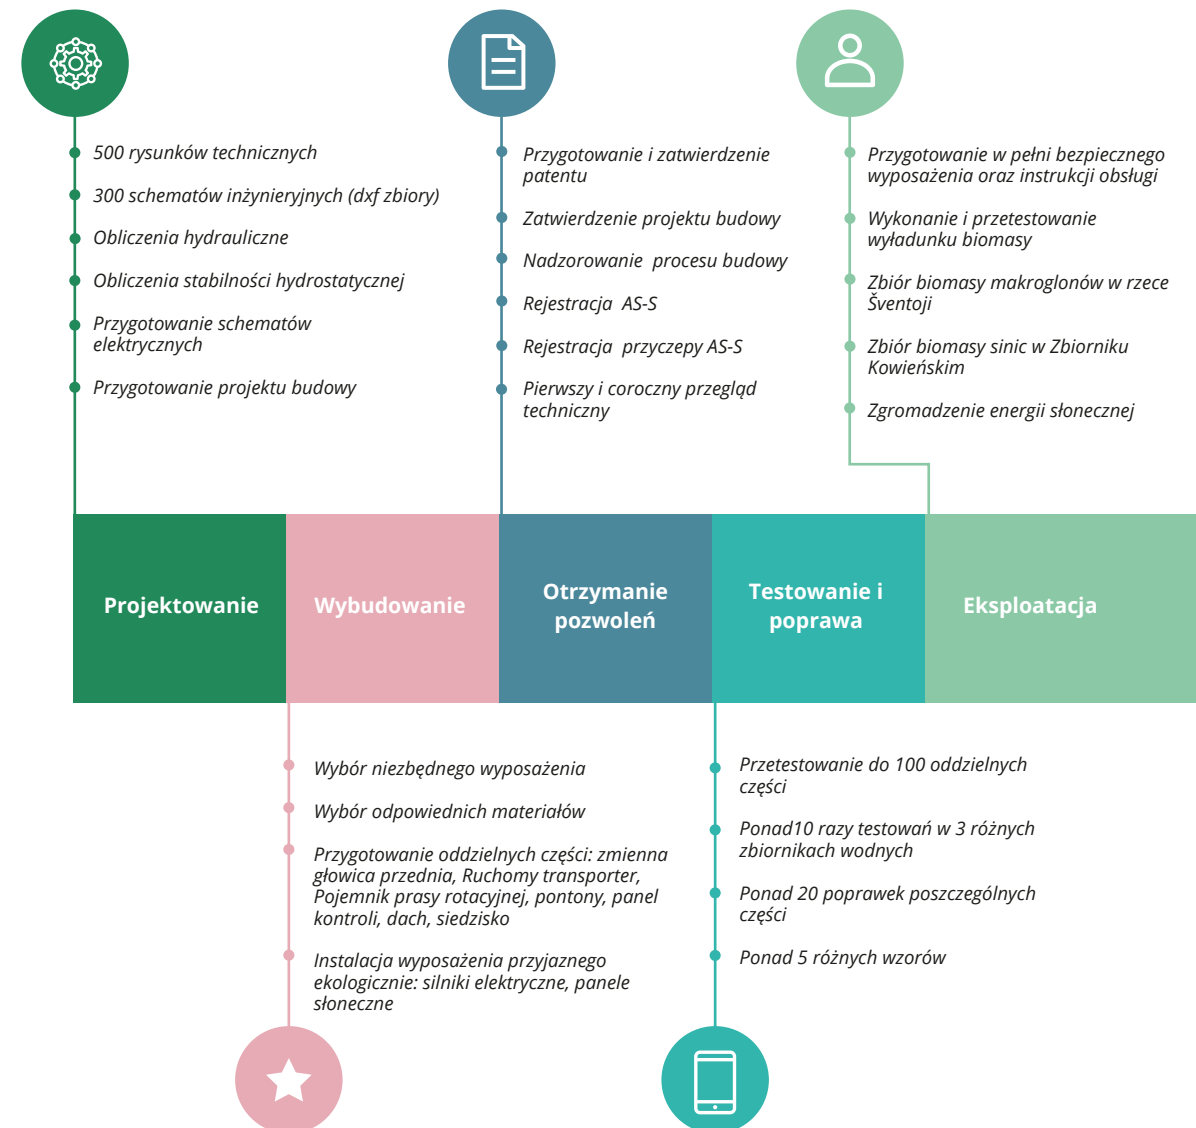 500 rysunków technicznych
300 schematów inżynieryjnych (dxf zbiory)
Obliczenia hydrauliczne
Obliczenia stabilności hydrostatycznej
Przygotowanie schematów
elektrycznych
Przygotowanie projektu budowy
Przygotowanie i zatwierdzenie
patentu
Zatwierdzenie projektu budowy
Nadzorowanie  procesu budowy
Rejestracja  AS-S
Rejestracja  przyczepy AS-S
Pierwszy i coroczny przegląd
techniczny
Przygotowanie w pełni bezpiecznego
wyposażenia oraz instrukcji obsługi
Wykonanie i przetestowanie
wyładunku biomasy
Zbiór biomasy makroglonów w rzece
Šventoji
Zbiór biomasy sinic w Zbiorniku
Kowieńskim
Zgromadzenie energii słonecznej
Projektowanie
Wybudowanie
Otrzymanie
pozwoleń
Testowanie i
poprawa
Eksploatacja
Wybór niezbędnego wyposażenia
Wybór odpowiednich materiałów
Przygotowanie oddzielnych części: zmienna
głowica przednia, Ruchomy transporter,
Pojemnik prasy rotacyjnej, pontony, panel
kontroli, dach, siedzisko
Instalacja wyposażenia przyjaznego
ekologicznie: silniki elektryczne, panele
słoneczne
Przetestowanie do 100 oddzielnych
części
Ponad10 razy testowań w 3 różnych
zbiornikach wodnych
Ponad 20 poprawek poszczególnych
części
Ponad 5 różnych wzorów